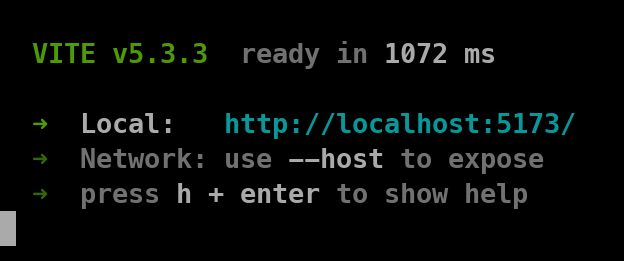 VITE v5.3.3  ready in 1072 ms
➜  Local:   http://localhost:5173/
➜  Network: use --host to expose
➜  press h + enter to show help